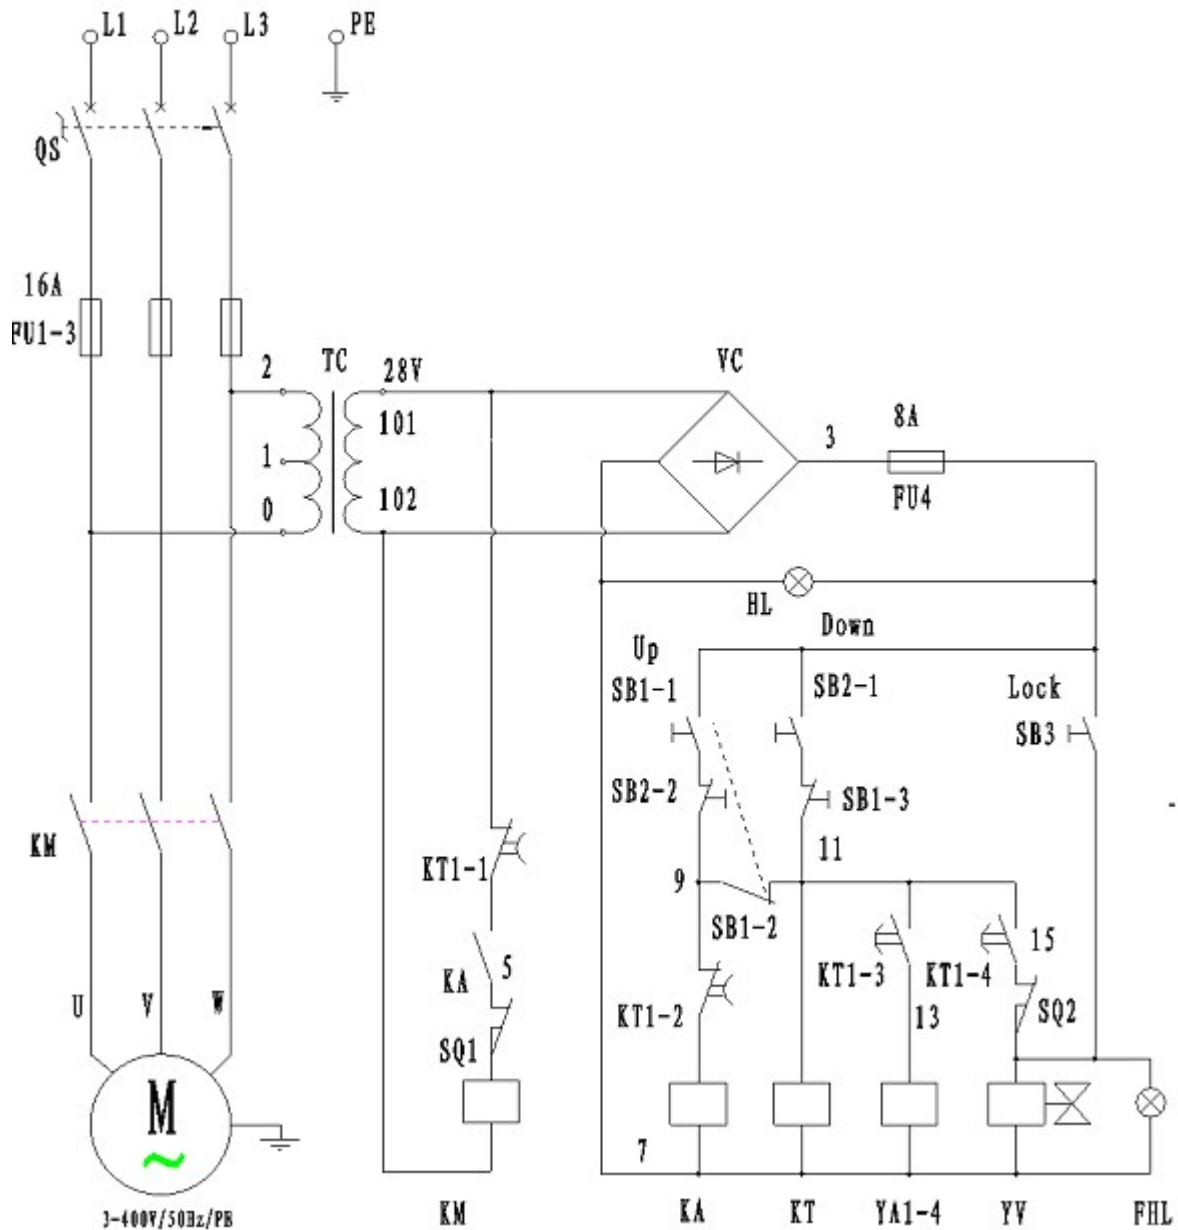 L1 L2 L3 PE
QS
16A
FU1-3
2 TC 28V VC
101 3 8A
1
0 102 FU4
HL
Down
Up
SB1-1 SB2-1 Lock
SB3
SB2-2 SB1-3
KM
KT1-1 11
9
SB1-2
KA 5 KT1-3 KT1-4 15
U V W
KT1-2 13 SQ2
SQ1
M
~
7
3-400V/50Hz/PE KM KA KT YA1-4 YV FHL